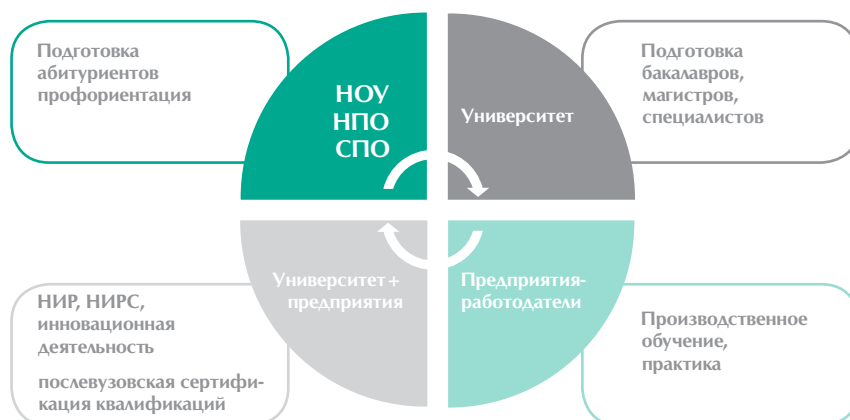 Подготовка
абитуриентов
профориентация
НОУ
НПО
СПО
Университет
Подготовка
бакалавров,
магистров,
специалистов
НИР, НИРС,
инновационная
деятельность
послевузовская сертифи-
кация квалификаций
Университет+
предприятия
Предприятия-
работодатели
Производственное
обучение,
практика